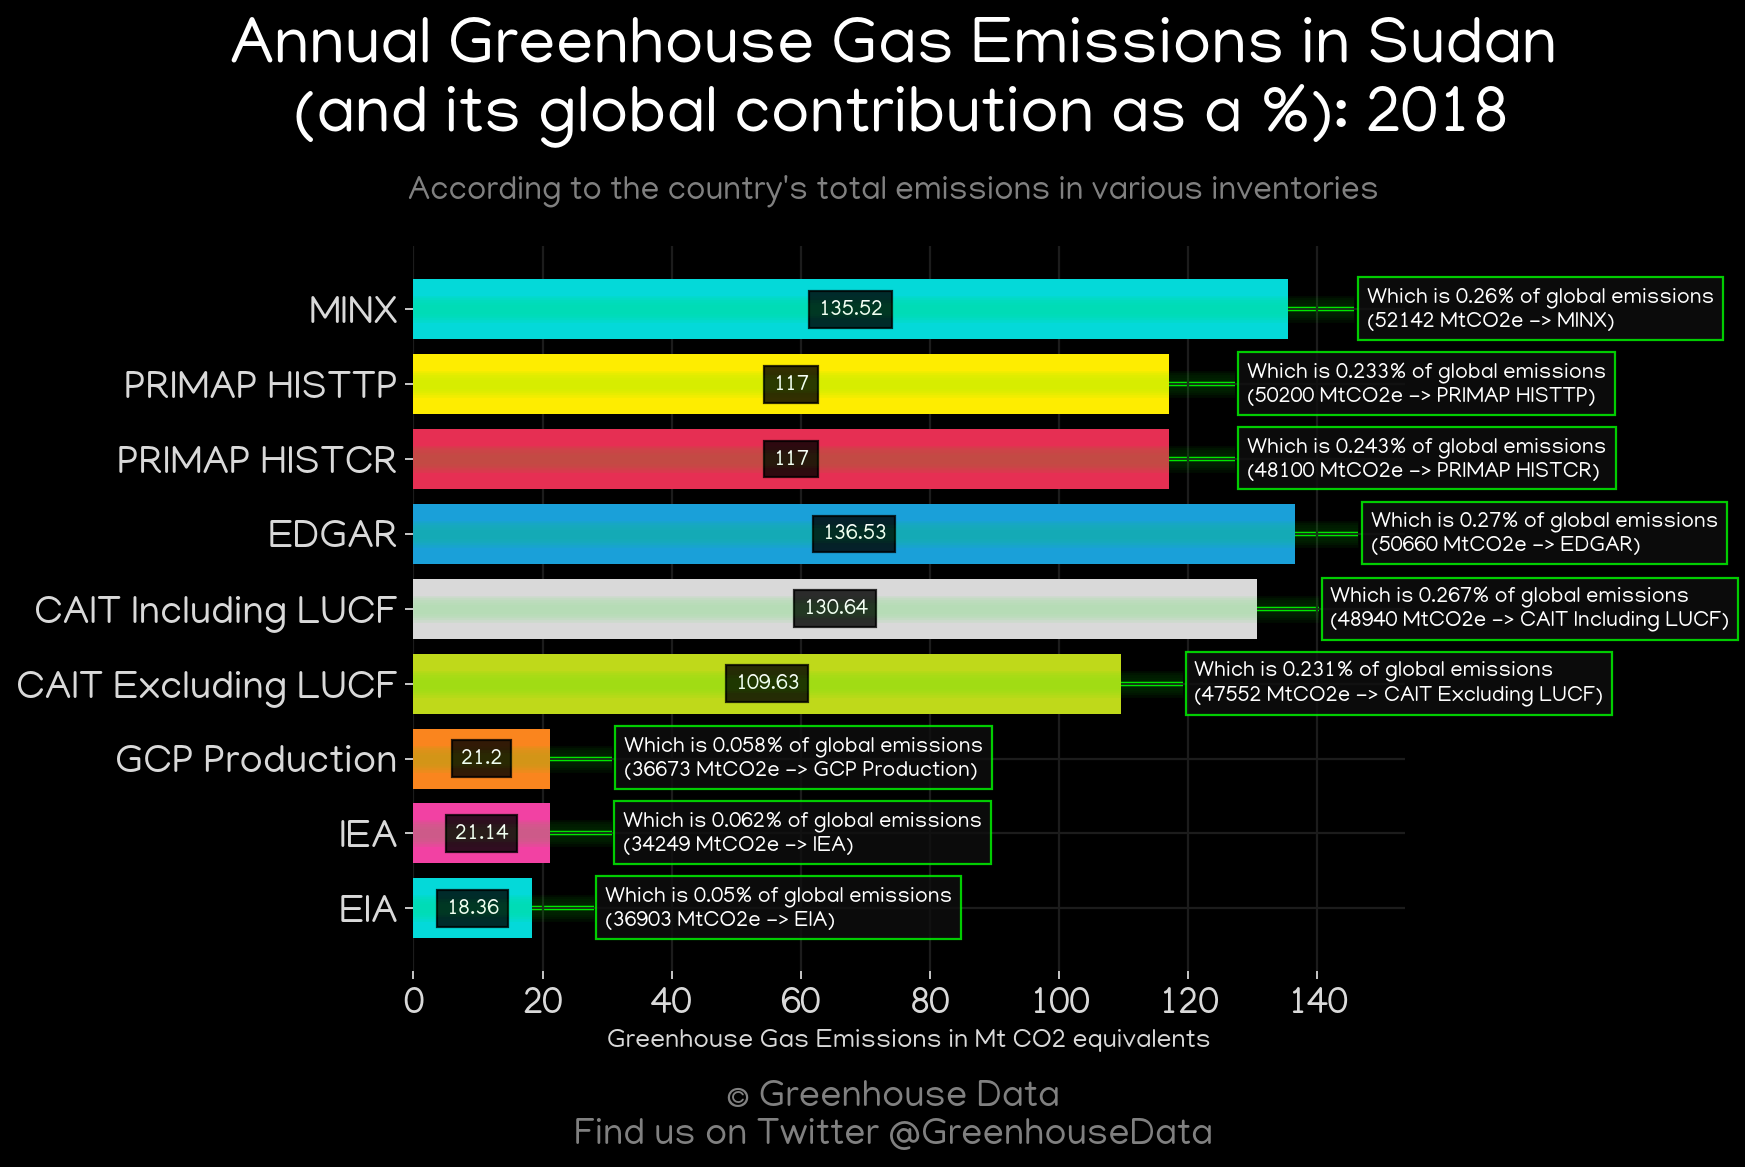 Annual Greenhouse Gas Emissions in Sudan
(and its global contribution as a %): 2018
According to the country's total emissions in various inventories
MINX
135.52
Which is 0.26% of global emissions
(52142 MtCO2e -> MINX)
PRIMAP HISTTP
117
Which is 0.233% of global emissions
(50200 MtCO2e -> PRIMAP HISTTP)
PRIMAP HISTCR
117
Which is 0.243% of global emissions
(48100 MtCO2e -> PRIMAP HISTCR)
EDGAR
136.53
Which is 0.27% of global emissions
(50660 MtCO2e -> EDGAR)
CAIT Including LUCF
130.64
Which is 0.267% of global emissions
(48940 MtCO2e -> CAIT Including LUCF)
CAIT Excluding LUCF
109.63
Which is 0.231% of global emissions
(47552 MtCO2e -> CAIT Excluding LUCF)
GCP Production
21.2
Which is 0.058% of global emissions
(36673 MtCO2e -> GCP Production)
IEA
21.14
Which is 0.062% of global emissions
(34249 MtCO2e -> IEA)
EIA
18.36
Which is 0.05% of global emissions
(36903 MtCO2e -> EIA)
0 20 40 60 80 100 120 140
Greenhouse Gas Emissions in Mt CO2 equivalents
© Greenhouse Data
Find us on Twitter @GreenhouseData